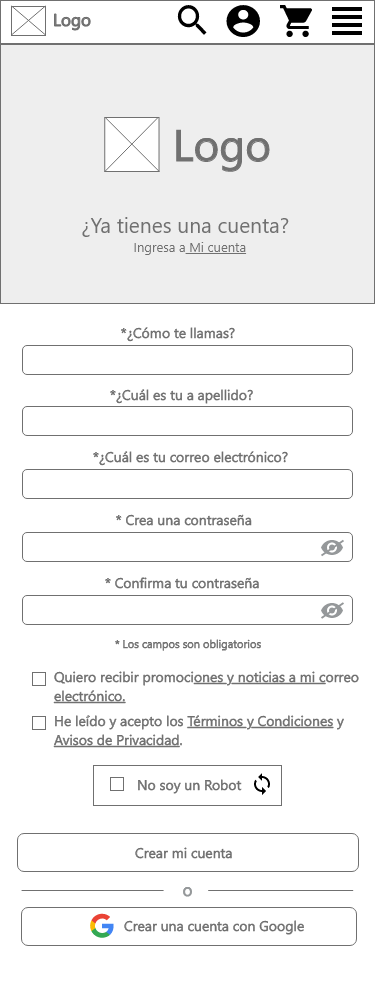 Logo
Logo
¿Ya tienes una cuenta?
Ingresa a Mi cuenta
*¿Cómo te llamas?
*¿Cuál es tu a apellido?
*¿Cuál es tu correo electrónico?
* Crea una contraseña
* Confirma tu contraseña
* Los campos son obligatorios
Quiero recibir promociones y noticias a mi correo
electrónico.
He leído y acepto los Términos y Condiciones y
Avisos de Privacidad.
No soy un Robot
Crear mi cuenta
O
Crear una cuenta con Google